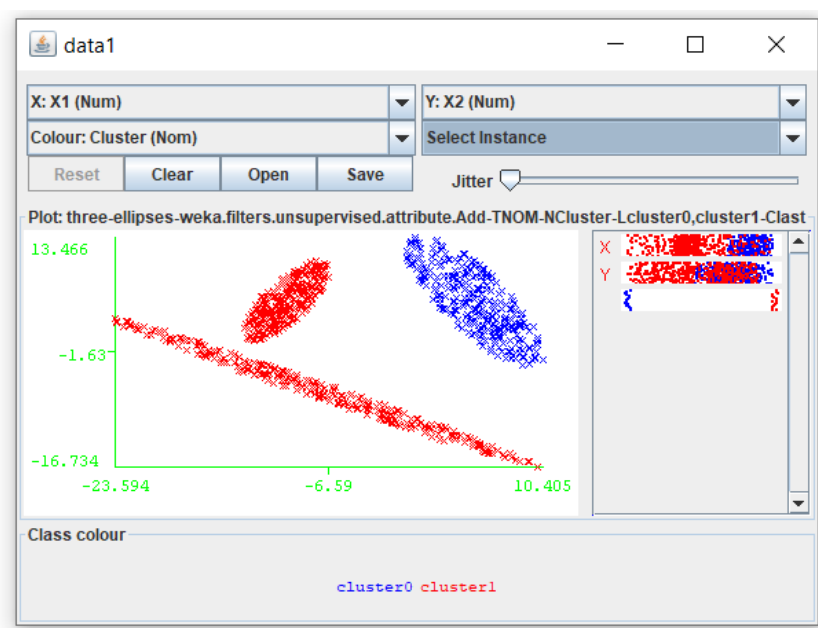 data1
X: X1 (Num) Y: X2 (Num)
Colour: Cluster (Nom) Select Instance
Reset Clear Open Save Jitter
Plot: three-ellipses-weka.filters.unsupervised.attribute.Add-TNOM-NCluster-Lcluster0,cluster1-Clast
13.466
-1.63
-16.734
-23.594 -6.59 10.405
X
Y
Class colour
cluster0 cluster1